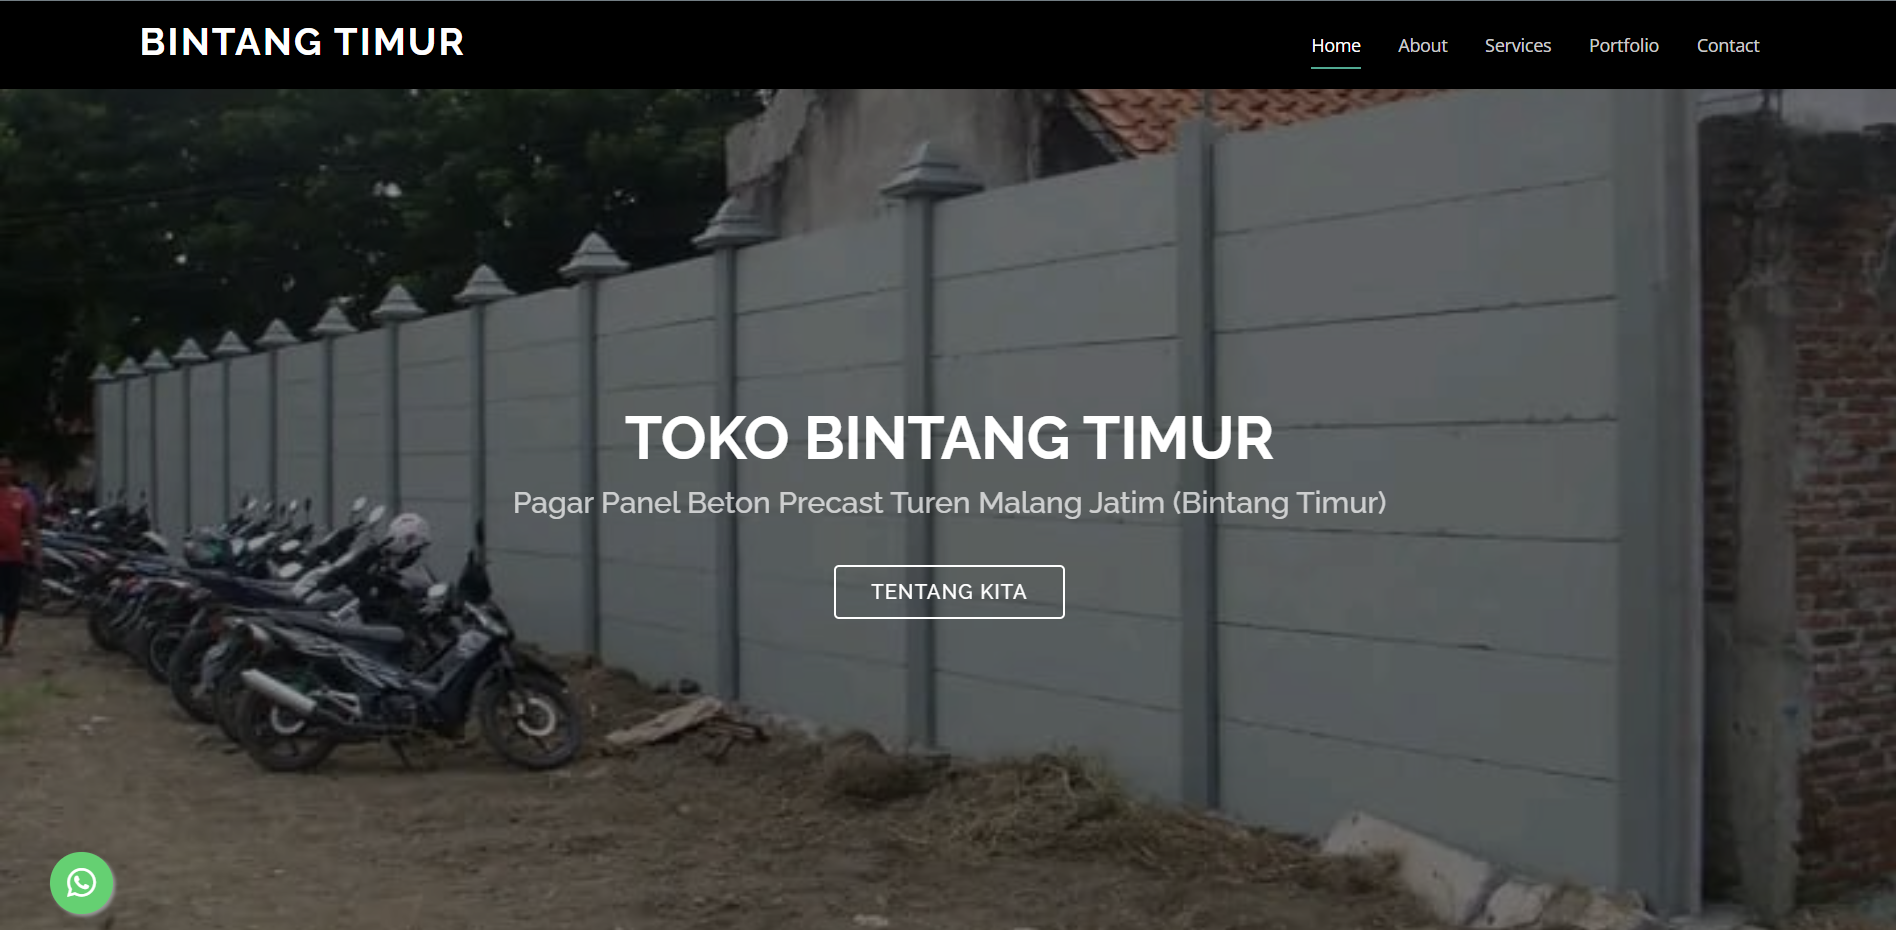 BINTANG TIMUR
Home About Services Portfolio Contact
TOKO BINTANG TIMUR
Pagar Panel Beton Precast Turen Malang Jatim (Bintang Timur)
TENTANG KITA